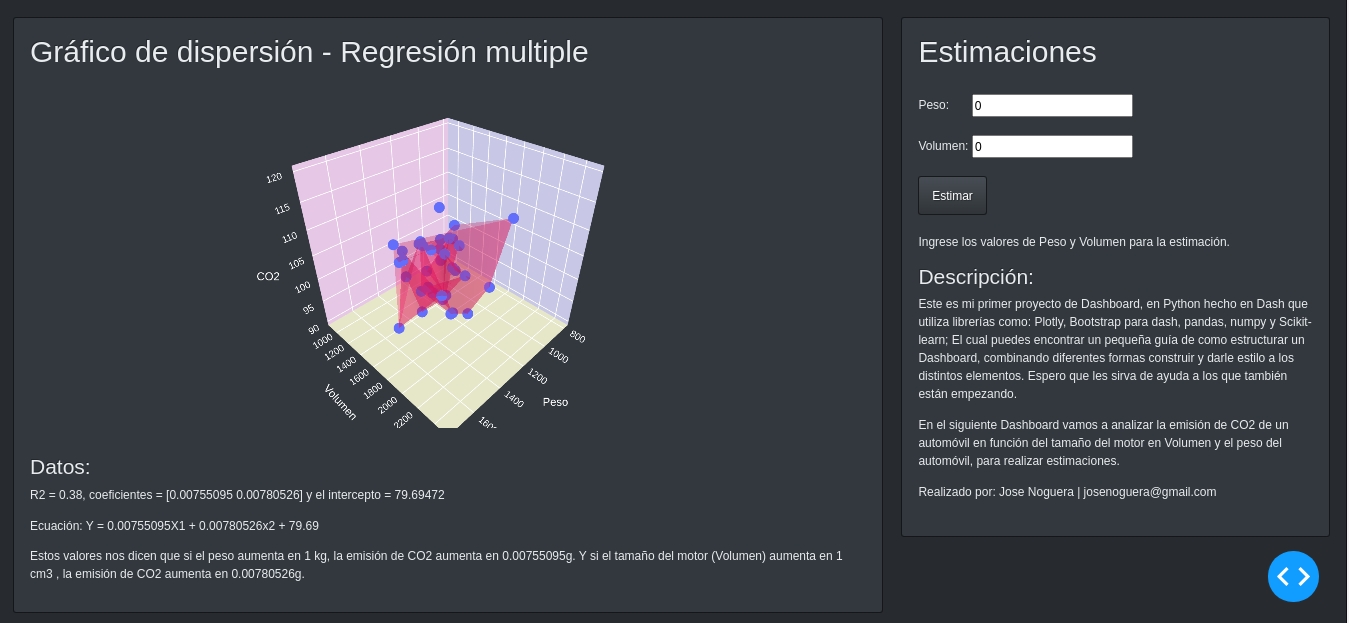 Gráfico de dispersión - Regresión multiple
120
115
110
105
100
95
90
CO2
1000
1200
1400
1600
1800
2000
2200
Volumen
800
1000
1200
1400
Peso
Datos:
R2 = 0.38, coeficientes = [0.00755095 0.00780526] y el intercepto = 79.69472
Ecuación: Y = 0.00755095X1 + 0.00780526x2 + 79.69
Estos valores nos dicen que si el peso aumenta en 1 kg, la emisión de CO2 aumenta en 0.00755095g. Y si el tamaño del motor (Volumen) aumenta en 1
cm3 , la emisión de CO2 aumenta en 0.00780526g.
Estimaciones
Peso: 0
Volumen: 0
Estimar
Ingrese los valores de Peso y Volumen para la estimación.
Descripción:
Este es mi primer proyecto de Dashboard, en Python hecho en Dash que
utiliza librerías como: Plotly, Bootstrap para dash, pandas, numpy y Scikit-
learn; El cual puedes encontrar un pequeña guía de como estructurar un
Dashboard, combinando diferentes formas construir y darle estilo a los
distintos elementos. Espero que les sirva de ayuda a los que también
están empezando.
En el siguiente Dashboard vamos a analizar la emisión de CO2 de un
automóvil en función del tamaño del motor en Volumen y el peso del
automóvil, para realizar estimaciones.
Realizado por: Jose Noguera | josenoguera@gmail.com